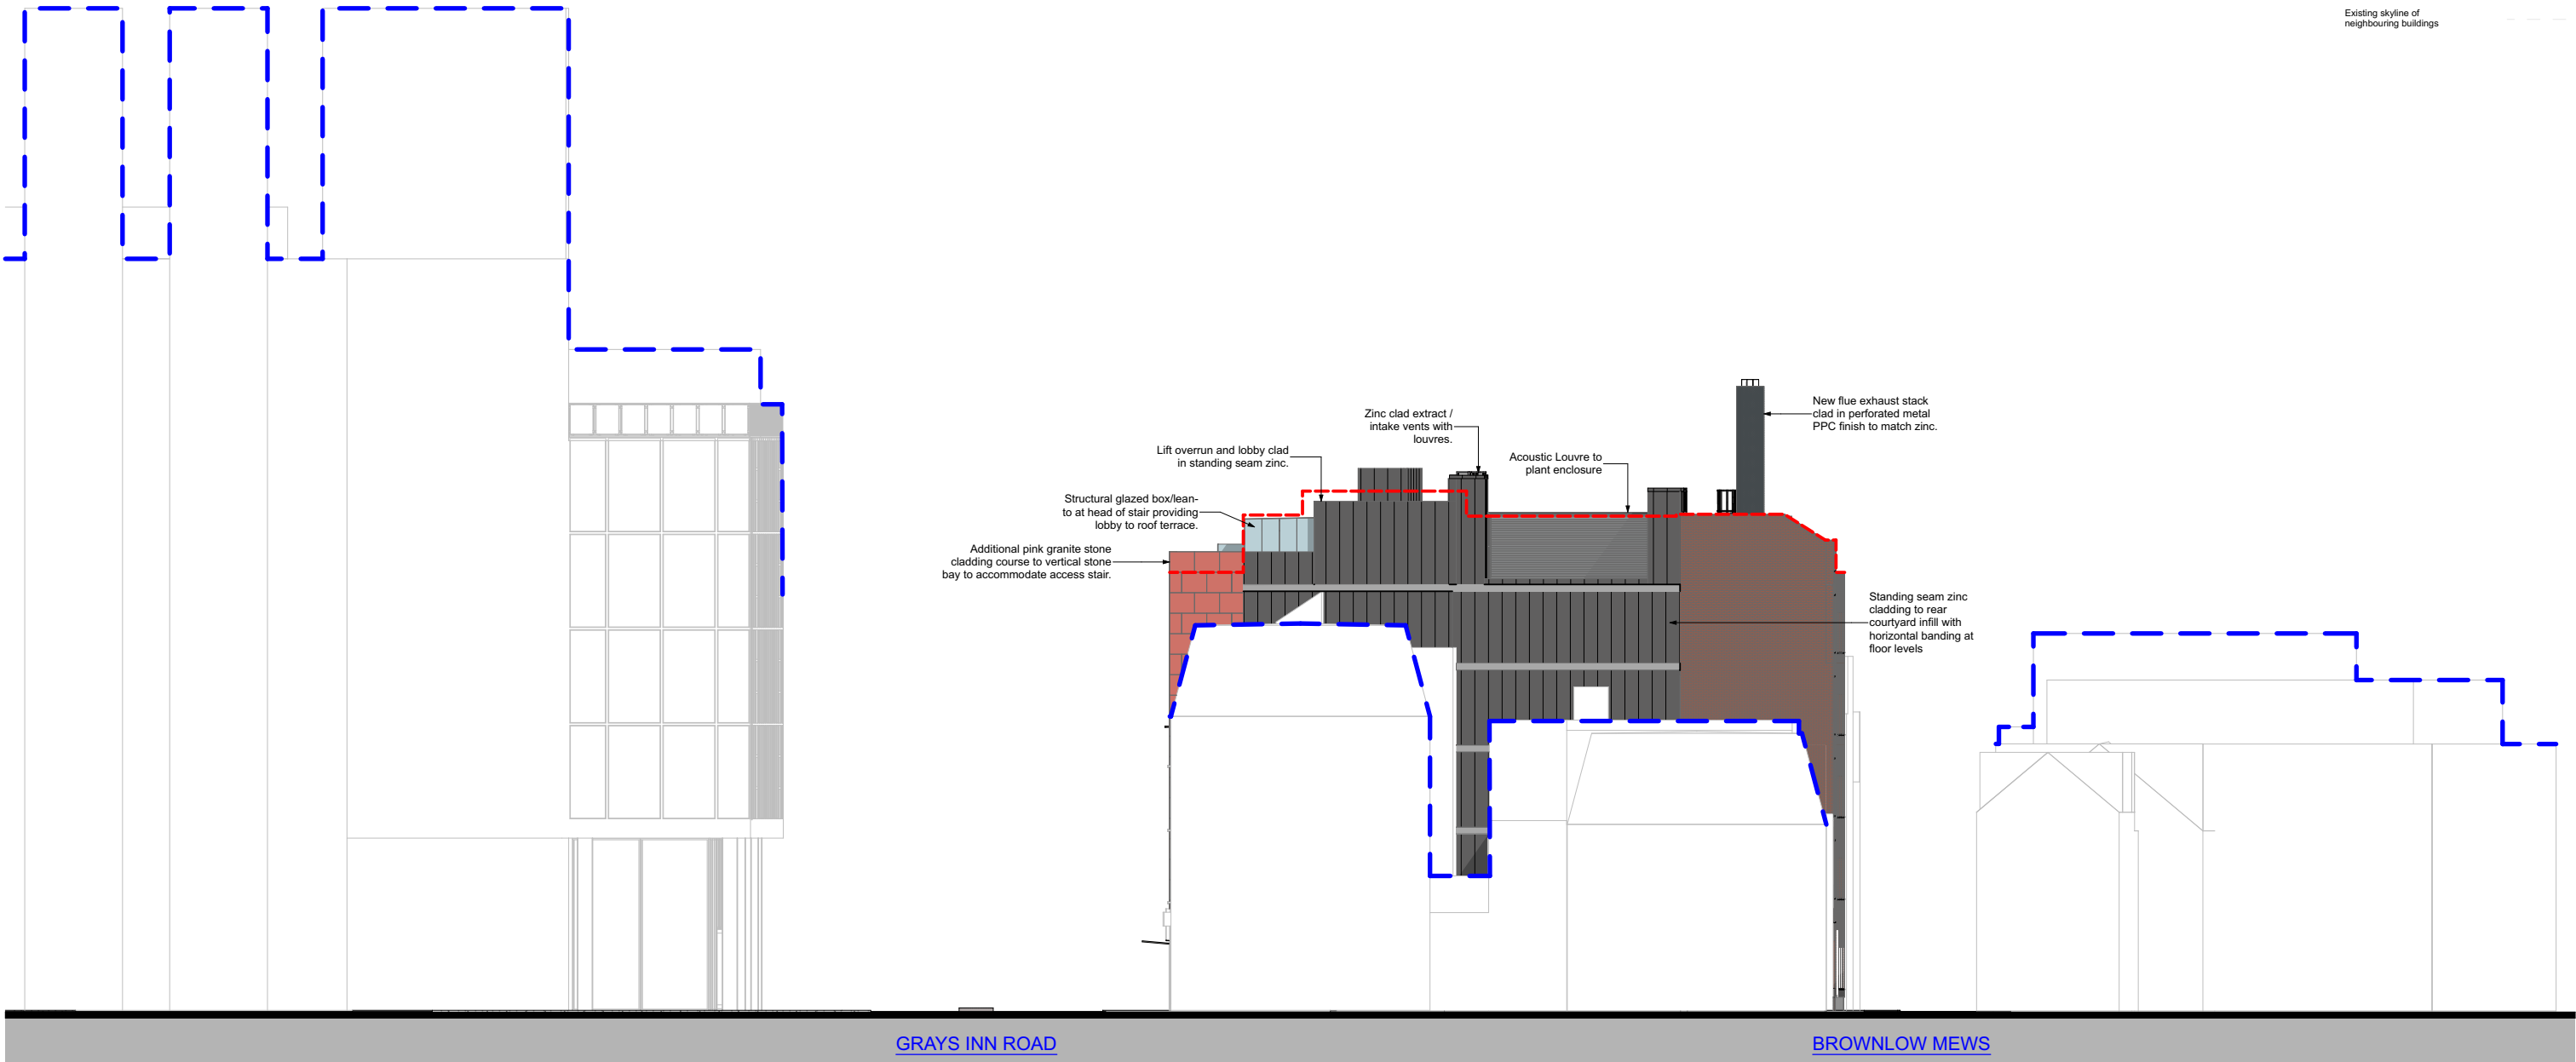 Existing skyline of
neighbouring buildings
Zinc clad extract /
intake vents with
louvres.
New flue exhaust stack
clad in perforated metal
PPC finish to match zinc.
Lift overrun and lobby clad
in standing seam zinc.
Acoustic Louvre to
plant enclosure
Structural glazed box/lean-
to at head of stair providing
lobby to roof terrace.
Additional pink granite stone
cladding course to vertical stone
bay to accommodate access stair.
Standing seam zinc
cladding to rear
courtyard infill with
horizontal banding at
floor levels
GRAYS INN ROAD
BROWNLOW MEWS